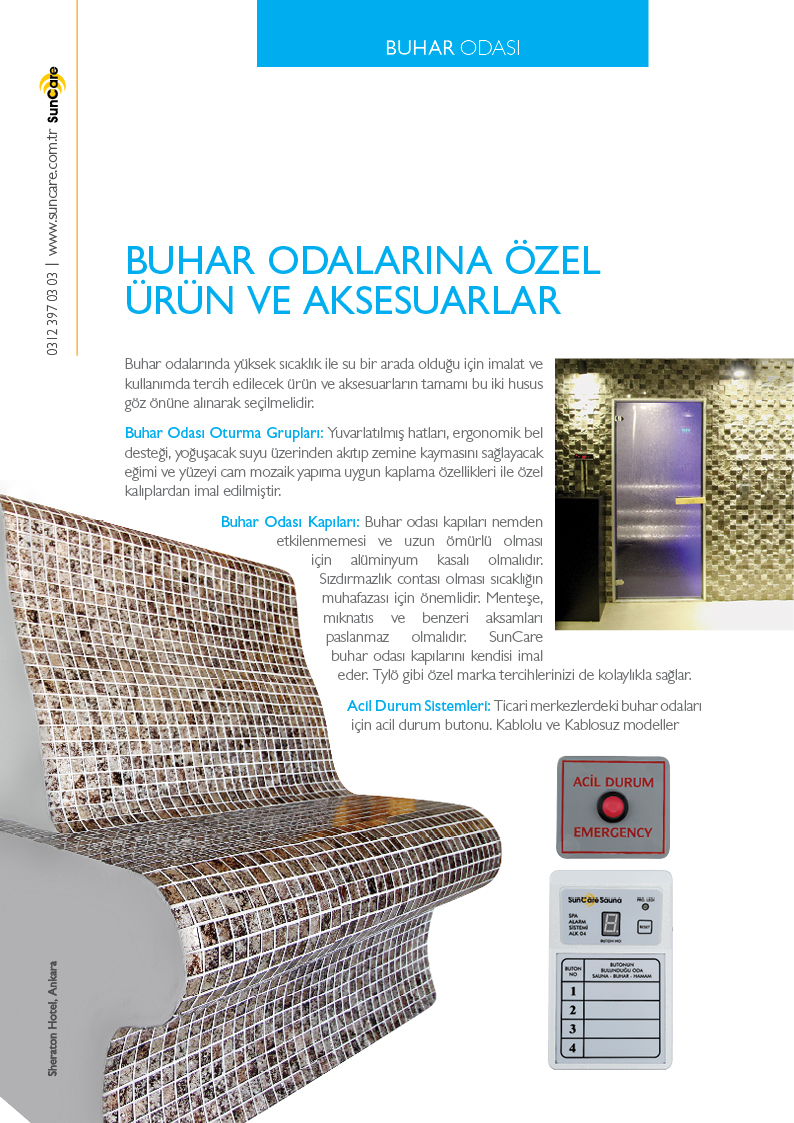 BUHAR ODASI
0312 397 03 03 | www.suncare.com.tr SunCare
BUHAR ODALARINA ÖZEL
ÜRÜN VE AKSESUARLAR
Buhar odalarında yüksek sıcaklık ile su bir arada olduğu için imalat ve
kullanımda tercih edilecek ürün ve aksesuarların tamamı bu iki husus
göz önüne alınarak seçilmelidir.
Buhar Odası Oturma Grupları: Yuvarlatılmış hatları, ergonomik bel
desteği, yoğuşacak suyu üzerinden akıtıp zemine kaymasını sağlayacak
eğimi ve yüzeyi cam mozaik yapıma uygun kaplama özellikleri ile özel
kalıplardan imal edilmiştir.
Buhar Odası Kapıları: Buhar odası kapıları nemden
etkilenmemesi ve uzun ömürlü olması
için alüminyum kasalı olmalıdır.
Sızdırmazlık contası olması sıcaklığın
muhafazası için önemlidir. Menteşe,
mıknatıs ve benzeri aksamları
paslanmaz olmalıdır. SunCare
buhar odası kapılarını kendisi imal
eder. Tylö gibi özel marka tercihlerinizi de kolaylıkla sağlar.
Acil Durum Sistemleri: Ticari merkezlerdeki buhar odaları
için acil durum butonu. Kablolu ve Kablosuz modeller
ACİL DURUM
EMERGENCY
SunCare Sauna
PRG. LEDİ
SPA
ALARM
SİSTEMİ
ALK 04
8
RESET
BUTON NO
BUTON
NO
BUTONUN
BULUNDUĞU ODA
SAUNA - BUHAR - HAMAM
1
2
3
4
Sheraton Hotel, Ankara